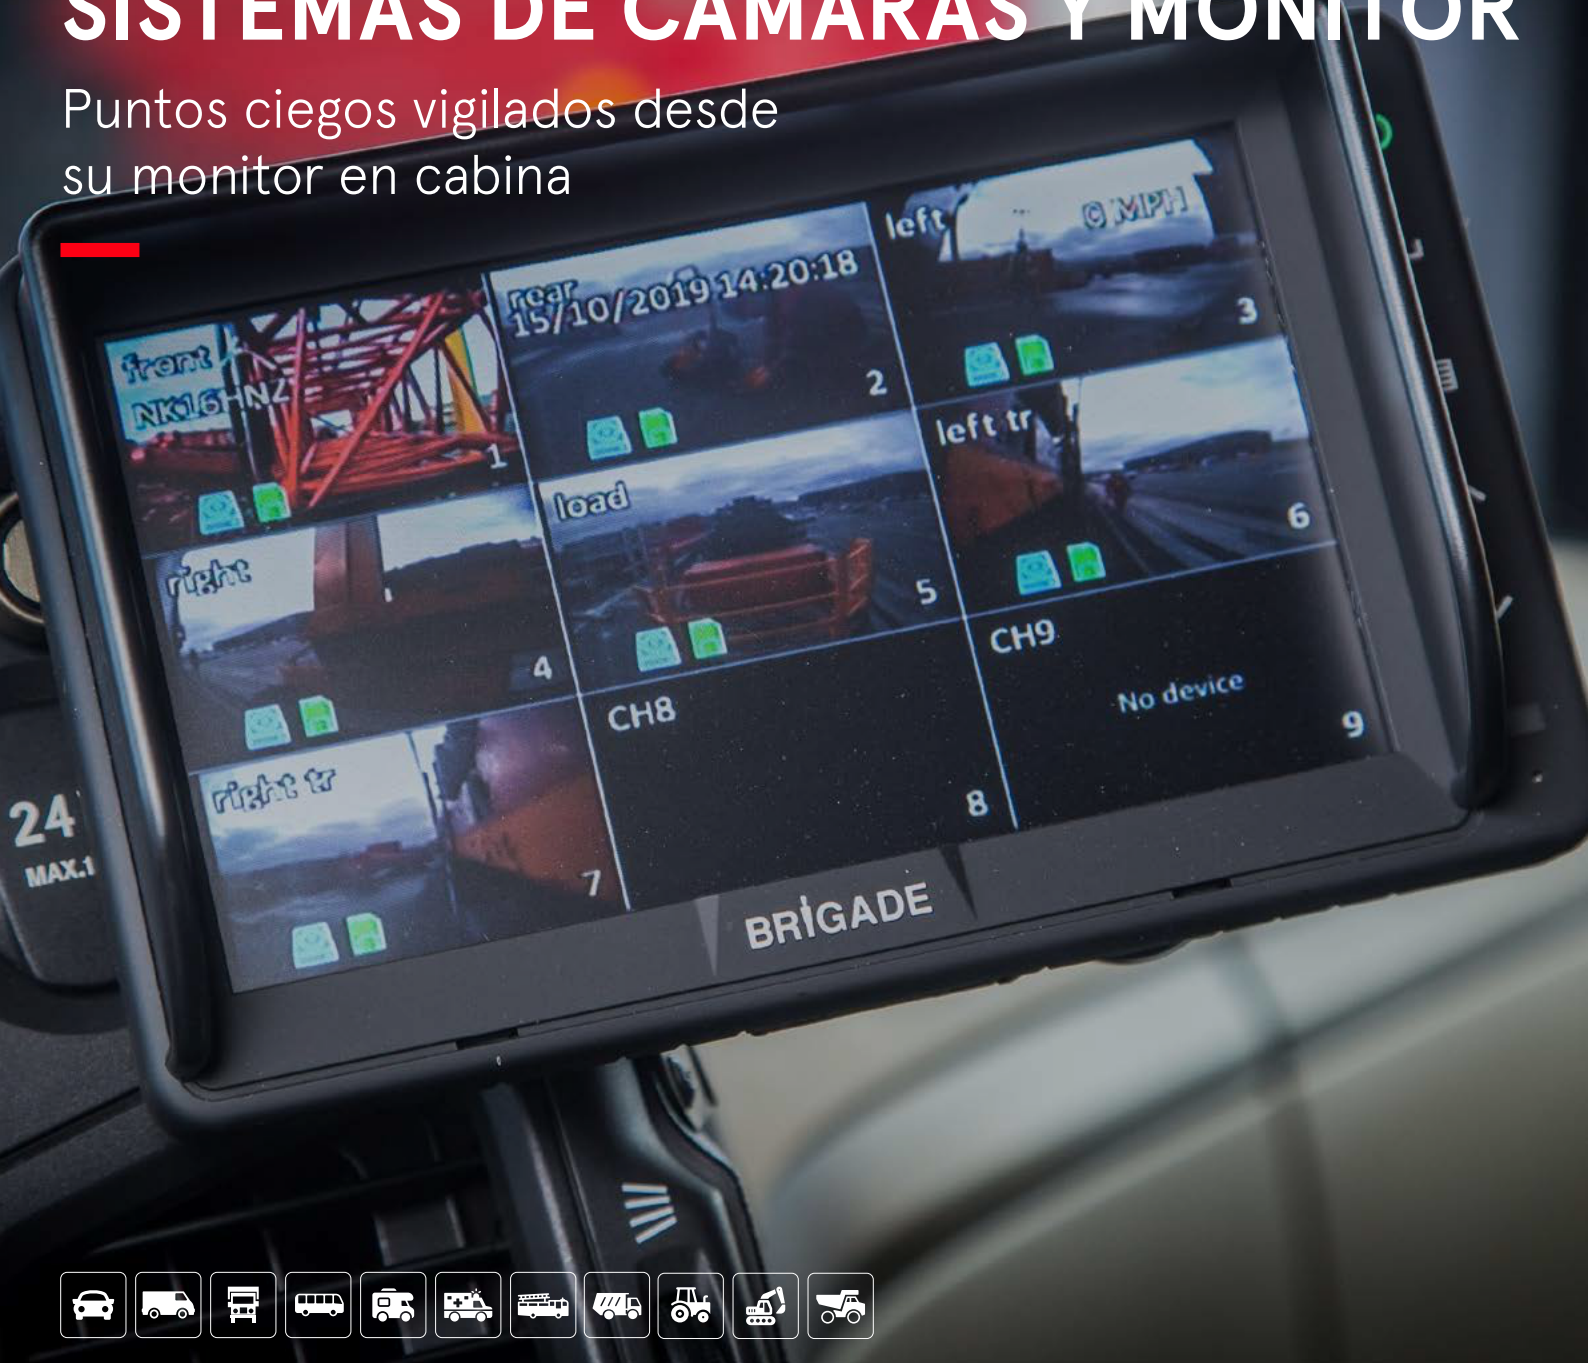 SISTEMAS DE CÁMARAS Y MONITOR
Puntos ciegos vigilados desde
su monitor en cabina
front
NK16HNZ
1
rear
15/10/2019 14:20:18
2
left
0 MPH
3
right
4
load
5
left tr
6
right tr
7
CH8
8
CH9
No device
9
BRIGADE
24
MAX.1